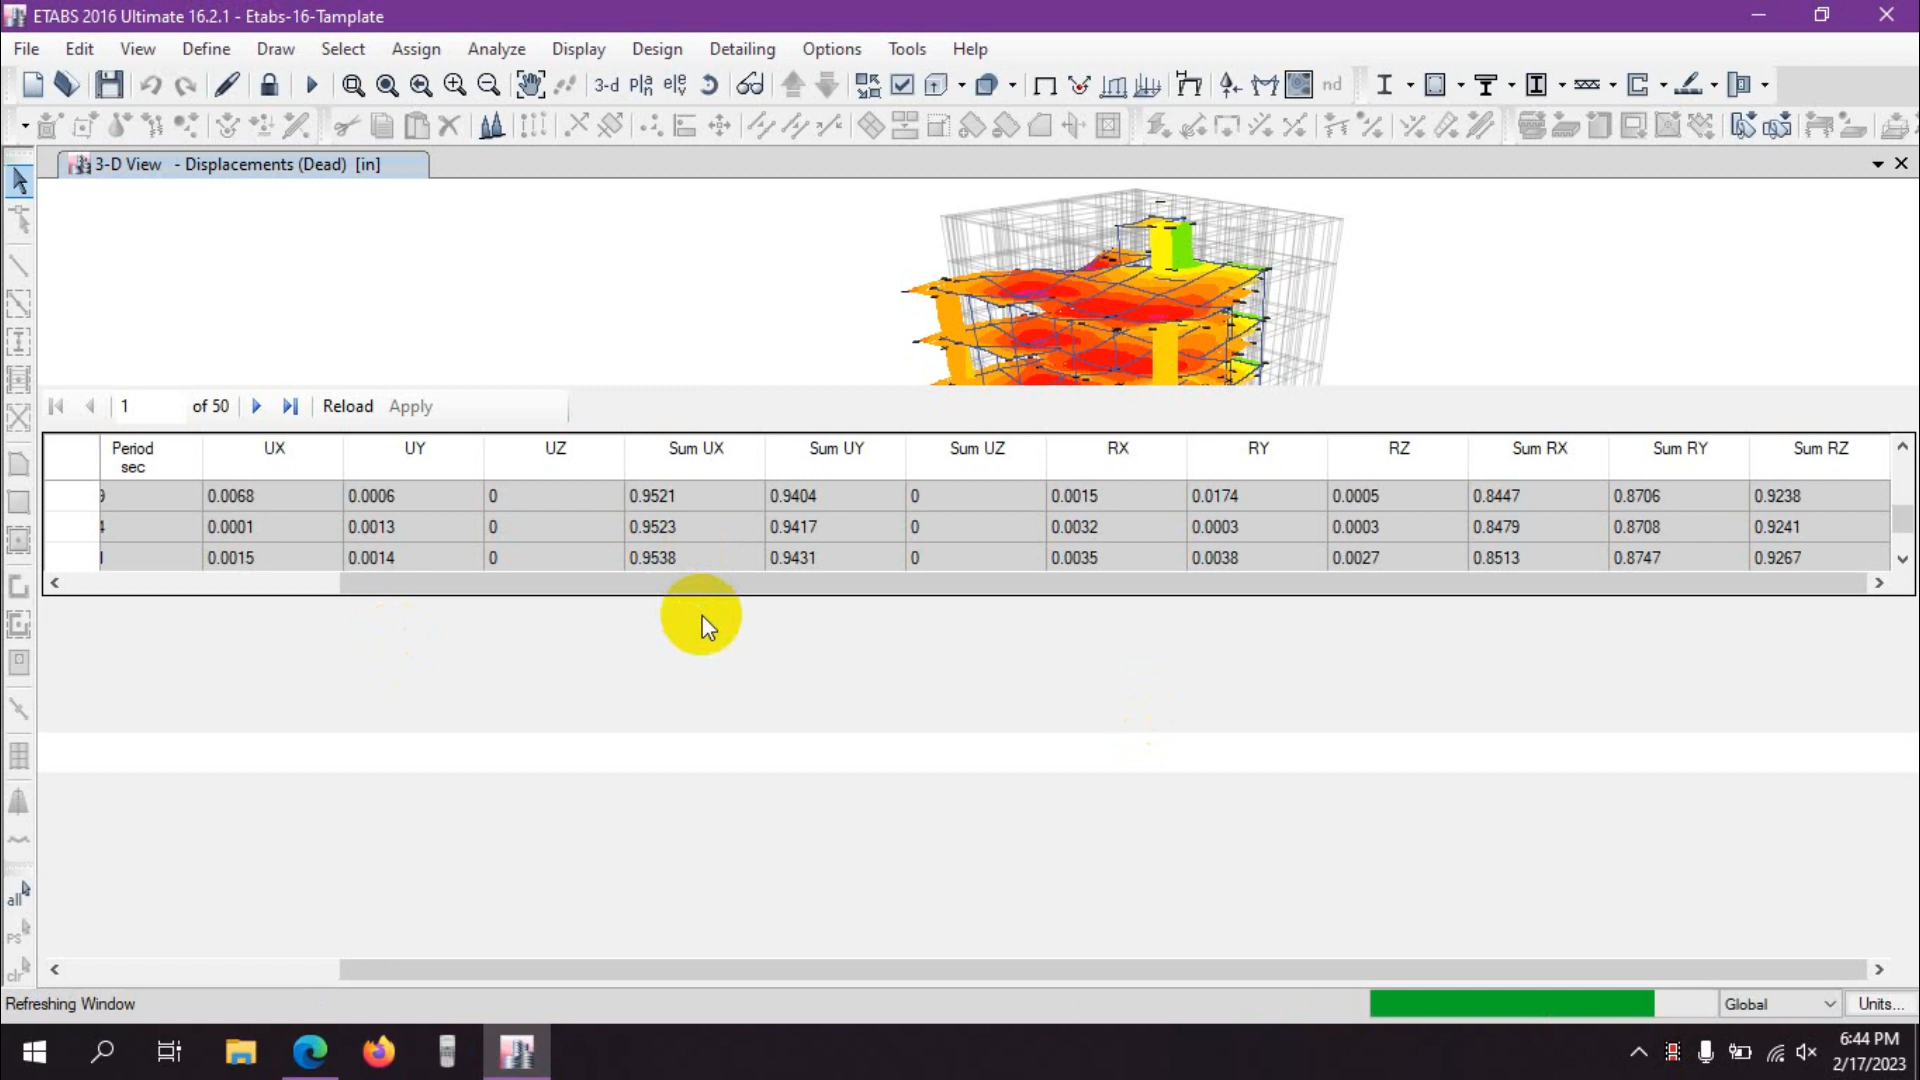 ETABS 2016 Ultimate 16.2.1 - Etabs-16-Tamplate
File Edit View Define Draw Select Assign Analyze Display Design Detailing Options Tools Help
3-d nd
3-D View - Displacements (Dead) [in]
1 of 50 Reload Apply
Period sec UX UY UZ Sum UX Sum UY Sum UZ RX RY RZ Sum RX Sum RY Sum RZ
0.0068 0.0006 0 0.9521 0.9404 0 0.0015 0.0174 0.0005 0.8447 0.8706 0.9238
0.0001 0.0013 0 0.9523 0.9417 0 0.0032 0.0003 0.0003 0.8479 0.8708 0.9241
0.0015 0.0014 0 0.9538 0.9431 0 0.0035 0.0038 0.0027 0.8513 0.8747 0.9267
all
PS
clr
Refreshing Window Global Units...
6:44 PM
2/17/2023